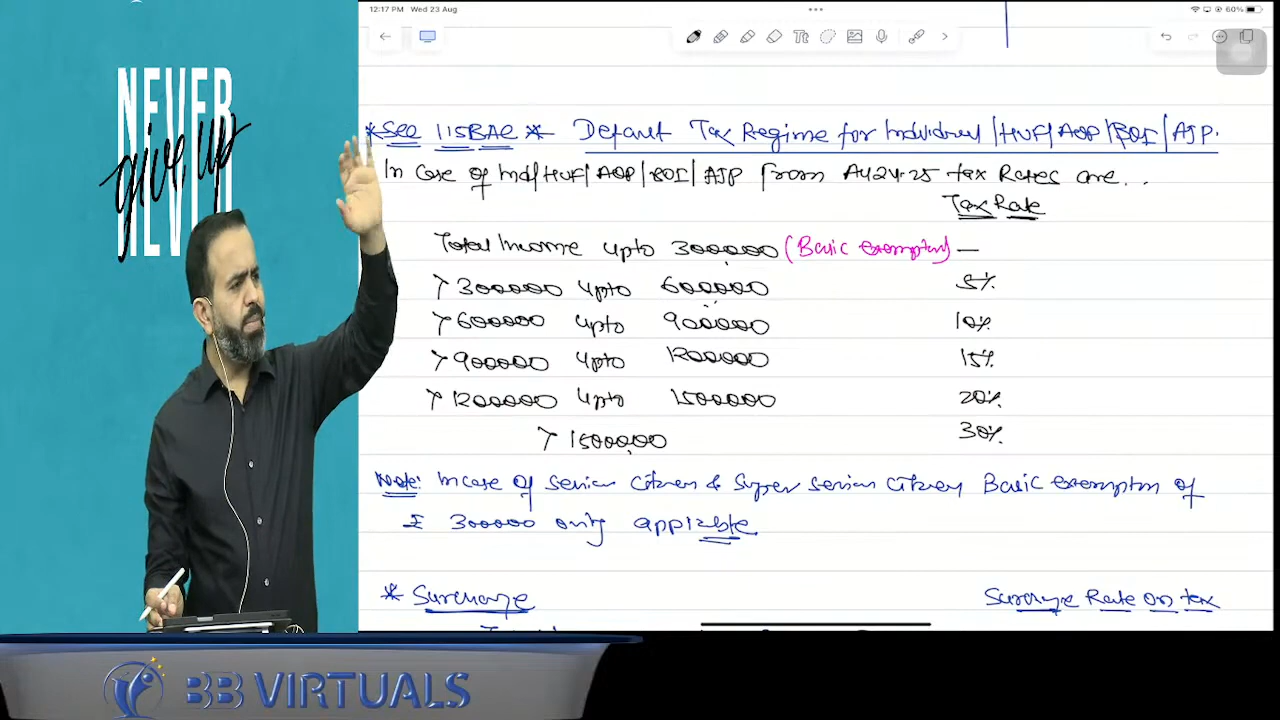 12:17 PM Wed 23 Aug
60%
NEVER
give up
NEVER
* Sec 115BAC * Default Tax Regime for Individual/HUF/AOP/BOI/AJP.
In Case of Ind/HUF/AOP/BOI/AJP from AY24-25 tax Rates are...
Tax Rate
Total Income upto 300000 (Basic exemption) —
> 300000 upto 600000 5%
> 600000 upto 900000 10%
> 900000 upto 1200000 15%
> 1200000 upto 1500000 20%
> 1500000 30%
Note: In case of Senior Citizen & Super Senior Citizen Basic exemption of
₹ 300000 only applicable
* Surcharge Surcharge Rate on tax
BB VIRTUALS